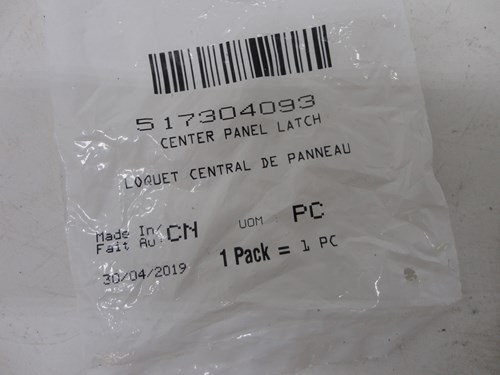 517304093
CENTER PANEL LATCH
LOQUET CENTRAL DE PANNEAU
Made In/ CN UOM : PC
Fait Au:
1 Pack = 1 PC
30/04/2019